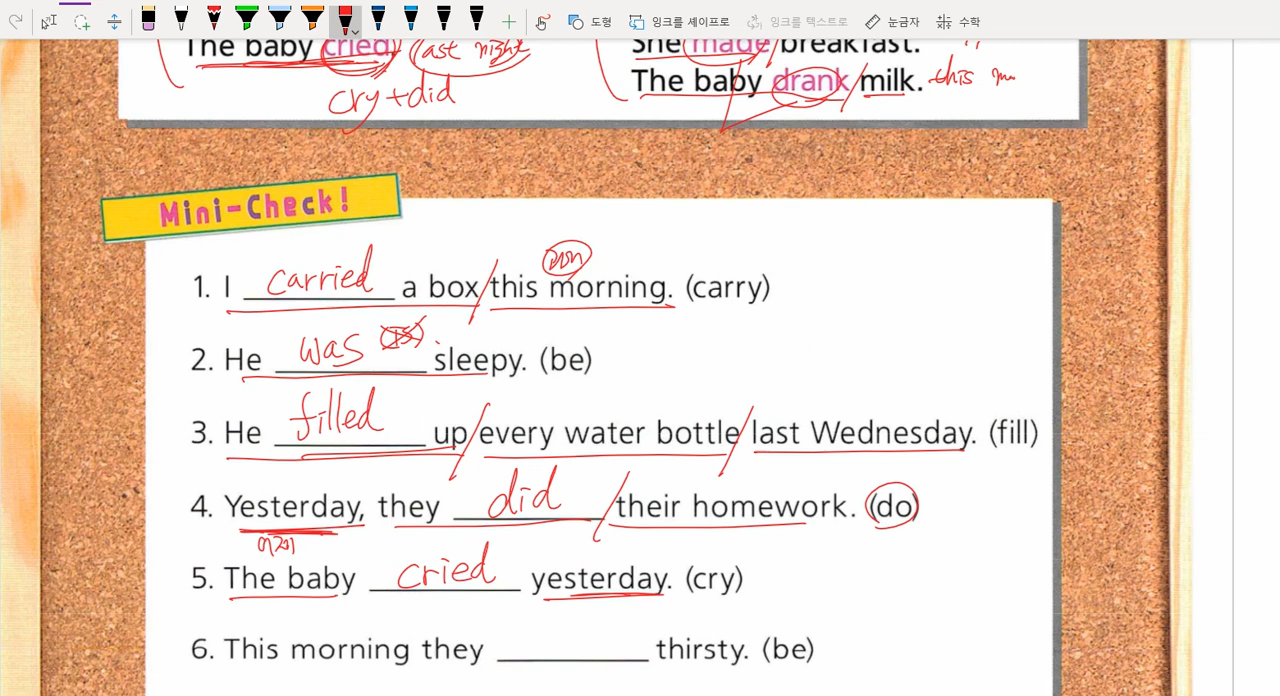 도형 잉크를 셰이프로 잉크를 텍스트로 눈금자 수학
The baby cried last night
cry+did
She made breakfast.
The baby drank milk. this
Mini-Check!
1. I carried a box this morning. (carry)
2. He was is sleepy. (be)
3. He filled up every water bottle last Wednesday. (fill)
4. Yesterday, they did their homework. (do)
5. The baby cried yesterday. (cry)
6. This morning they ________ thirsty. (be)